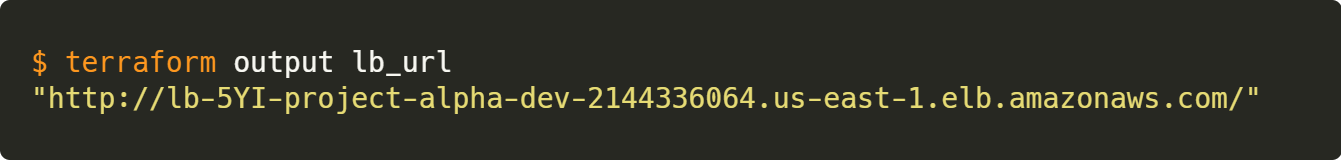 $ terraform output lb_url
"http://lb-5YI-project-alpha-dev-2144336064.us-east-1.elb.amazonaws.com/"